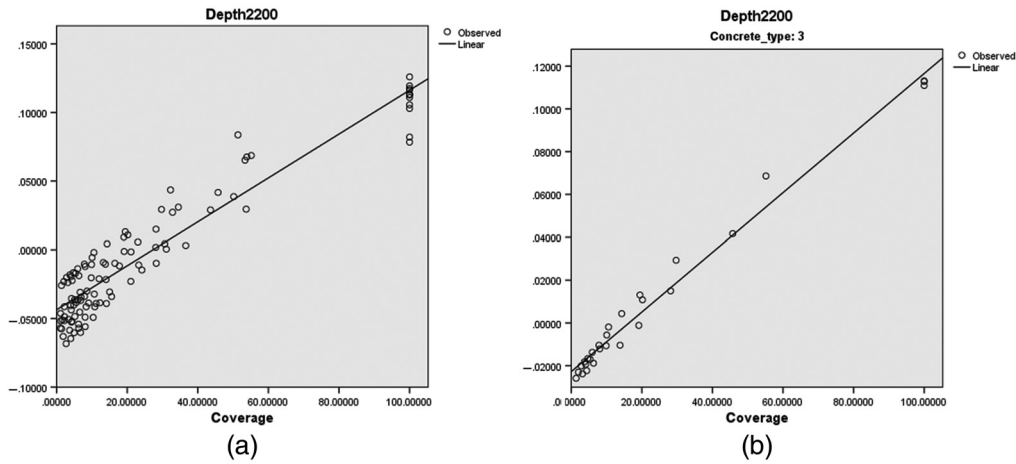 Depth2200
Observed
Linear
.15000
.10000
.05000
.00000
-.05000
-.10000
.00000 20.00000 40.00000 60.00000 80.00000 100.00000
Coverage
(a)
Depth2200
Concrete_type: 3
Observed
Linear
.12000
.10000
.08000
.06000
.04000
.02000
.00000
-.02000
.0 0000 20.00000 40.00000 60.00000 80.00000 100.00000
Coverage
(b)